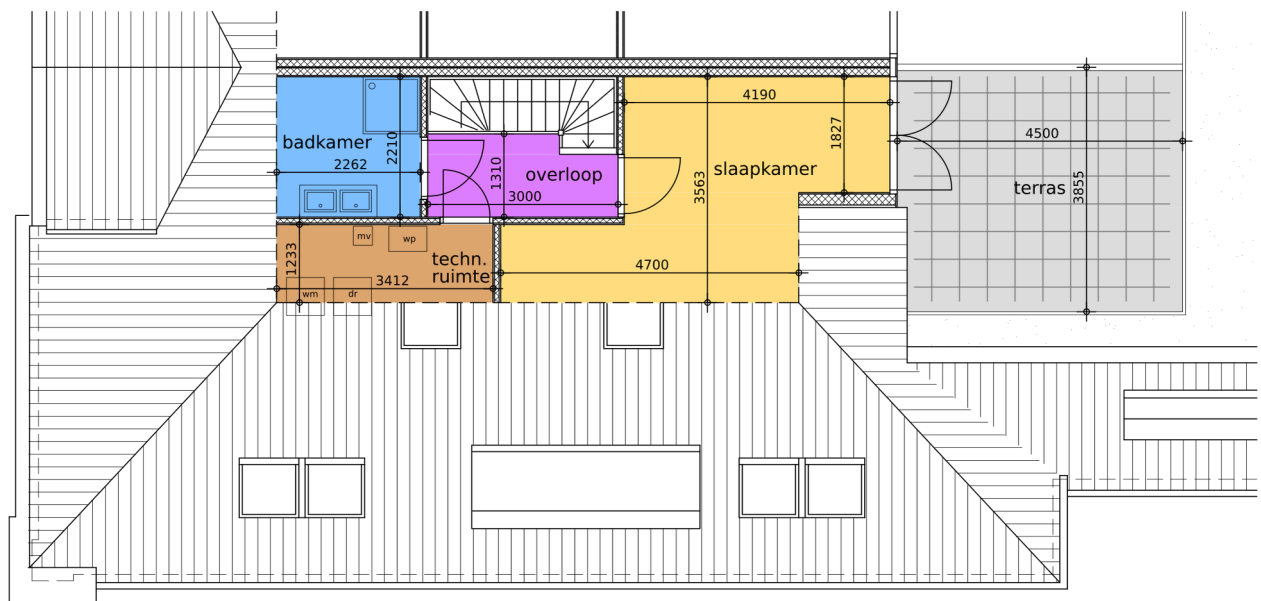 4190
badkamer
2210
1827
4500
2262
1310
overloop
slaapkamer
3563
terras
3855
3000
mv
wp
1233
techn.
ruimte
4700
3412
wm
dr